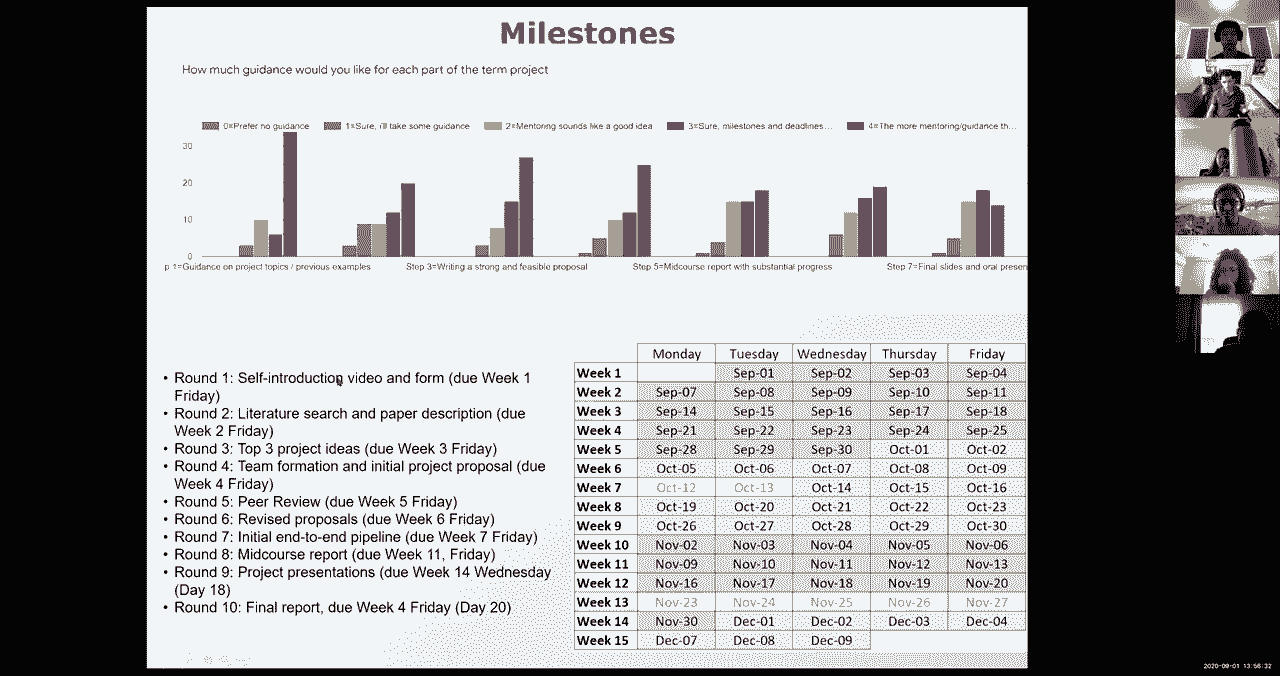 Milestones
How much guidance would you like for each part of the term project
0=Prefer no guidance 1=Sure, i'll take some guidance 2=Mentoring sounds like a good idea 3=Sure, milestones and deadlines... 4=The more mentoring/guidance th...
30
20
10
0
p 1=Guidance on project topics / previous examples Step 3=Writing a strong and feasible proposal Step 5=Midcourse report with substantial progress Step 7=Final slides and oral presen
• Round 1: Self-introduction video and form (due Week 1
Friday)
• Round 2: Literature search and paper description (due
Week 2 Friday)
• Round 3: Top 3 project ideas (due Week 3 Friday)
• Round 4: Team formation and initial project proposal (due
Week 4 Friday)
• Round 5: Peer Review (due Week 5 Friday)
• Round 6: Revised proposals (due Week 6 Friday)
• Round 7: Initial end-to-end pipeline (due Week 7 Friday)
• Round 8: Midcourse report (due Week 11, Friday)
• Round 9: Project presentations (due Week 14 Wednesday
(Day 18)
• Round 10: Final report, due Week 4 Friday (Day 20)
Monday Tuesday Wednesday Thursday Friday
Week 1 Sep-01 Sep-02 Sep-03 Sep-04
Week 2 Sep-07 Sep-08 Sep-09 Sep-10 Sep-11
Week 3 Sep-14 Sep-15 Sep-16 Sep-17 Sep-18
Week 4 Sep-21 Sep-22 Sep-23 Sep-24 Sep-25
Week 5 Sep-28 Sep-29 Sep-30 Oct-01 Oct-02
Week 6 Oct-05 Oct-06 Oct-07 Oct-08 Oct-09
Week 7 Oct-12 Oct-13 Oct-14 Oct-15 Oct-16
Week 8 Oct-19 Oct-20 Oct-21 Oct-22 Oct-23
Week 9 Oct-26 Oct-27 Oct-28 Oct-29 Oct-30
Week 10 Nov-02 Nov-03 Nov-04 Nov-05 Nov-06
Week 11 Nov-09 Nov-10 Nov-11 Nov-12 Nov-13
Week 12 Nov-16 Nov-17 Nov-18 Nov-19 Nov-20
Week 13 Nov-23 Nov-24 Nov-25 Nov-26 Nov-27
Week 14 Nov-30 Dec-01 Dec-02 Dec-03 Dec-04
Week 15 Dec-07 Dec-08 Dec-09
2020-09-01 13:56:32